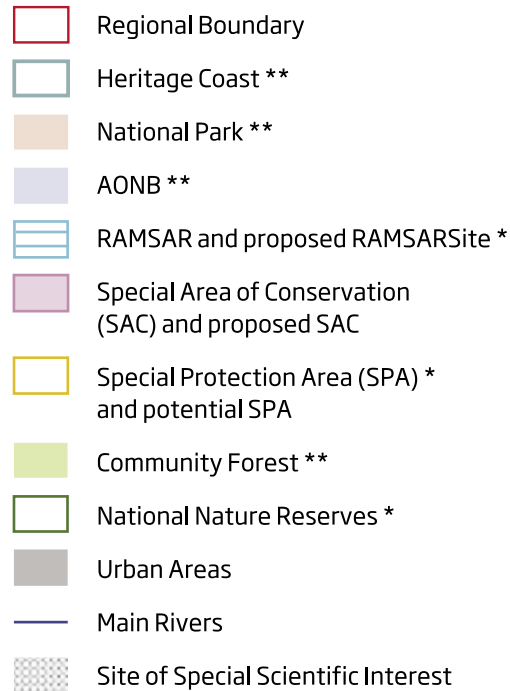 Regional Boundary
Heritage Coast **
National Park **
AONB **
RAMSAR and proposed RAMSARSite *
Special Area of Conservation
(SAC) and proposed SAC
Special Protection Area (SPA) *
and potential SPA
Community Forest **
National Nature Reserves *
Urban Areas
Main Rivers
Site of Special Scientific Interest